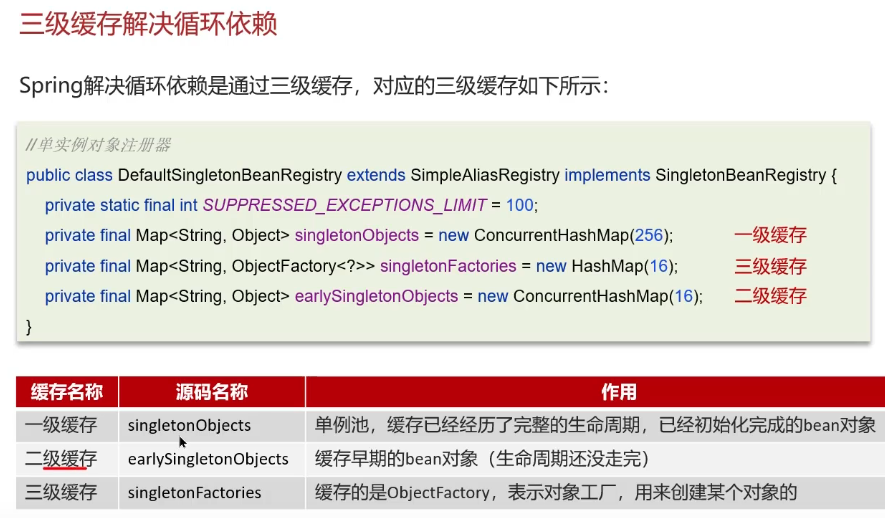 三级缓存解决循环依赖
Spring解决循环依赖是通过三级缓存，对应的三级缓存如下所示：
//单实例对象注册器
public class DefaultSingletonBeanRegistry extends SimpleAliasRegistry implements SingletonBeanRegistry {
private static final int SUPPRESSED_EXCEPTIONS_LIMIT = 100;
private final Map<String, Object> singletonObjects = new ConcurrentHashMap(256); 一级缓存
private final Map<String, ObjectFactory<?>> singletonFactories = new HashMap(16); 三级缓存
private final Map<String, Object> earlySingletonObjects = new ConcurrentHashMap(16); 二级缓存
}
缓存名称 源码名称 作用
一级缓存 singletonObjects 单例池，缓存已经经历了完整的生命周期，已经初始化完成的bean对象
二级缓存 earlySingletonObjects 缓存早期的bean对象（生命周期还没走完）
三级缓存 singletonFactories 缓存的是ObjectFactory，表示对象工厂，用来创建某个对象的